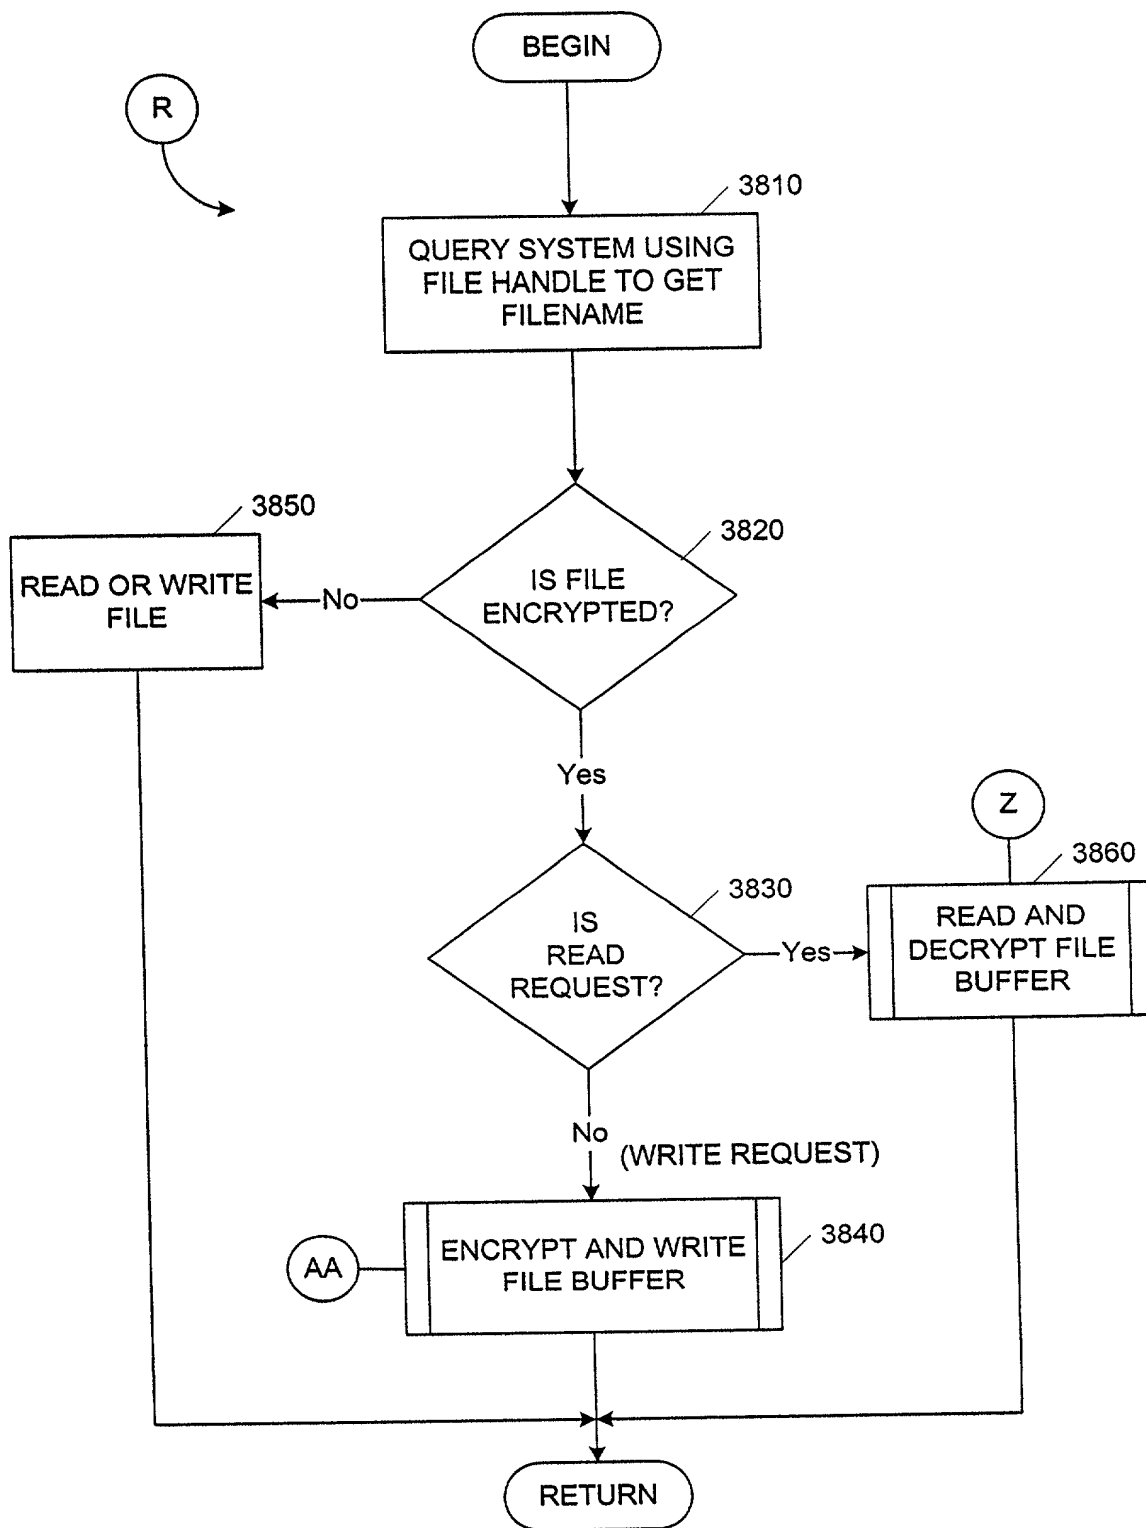 BEGIN
R
3810
QUERY SYSTEM USING
FILE HANDLE TO GET
FILENAME
3850
3820
READ OR WRITE
FILE
No
IS FILE
ENCRYPTED?
Yes
Z
3860
3830
IS
READ
REQUEST?
Yes
READ AND
DECRYPT FILE
BUFFER
No
(WRITE REQUEST)
3840
AA
ENCRYPT AND WRITE
FILE BUFFER
RETURN